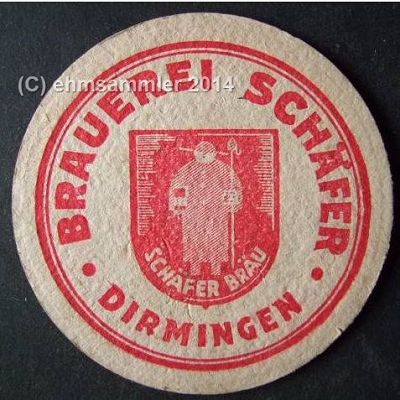 (C) ehmsammler 2014
BRAUEREI SCHÄFER
SCHÄFER BRÄU
• DIRMINGEN •